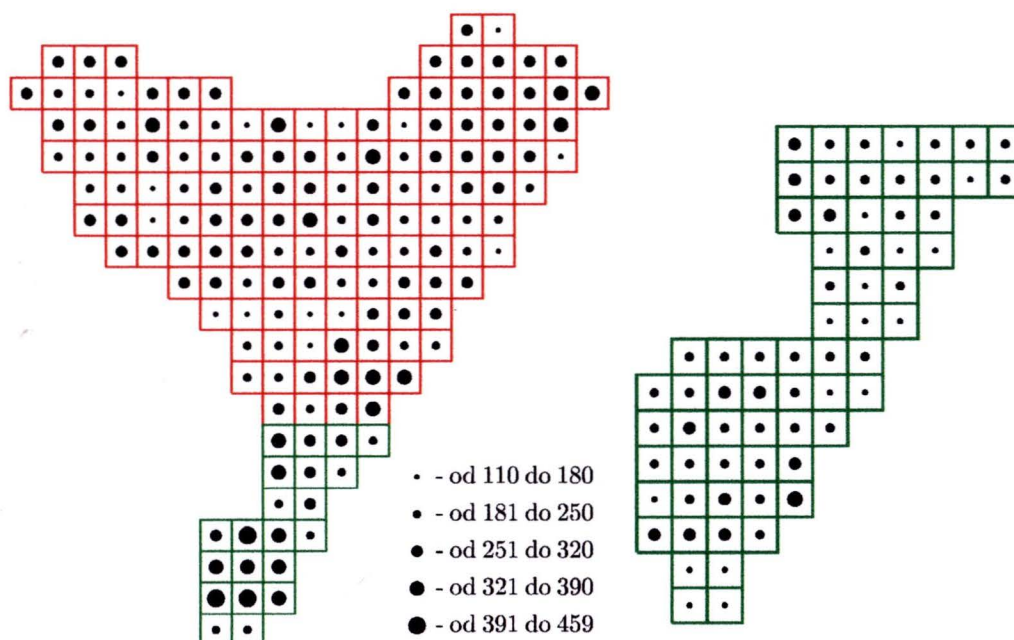 - od 110 do 180
- od 181 do 250
- od 251 do 320
- od 321 do 390
- od 391 do 459